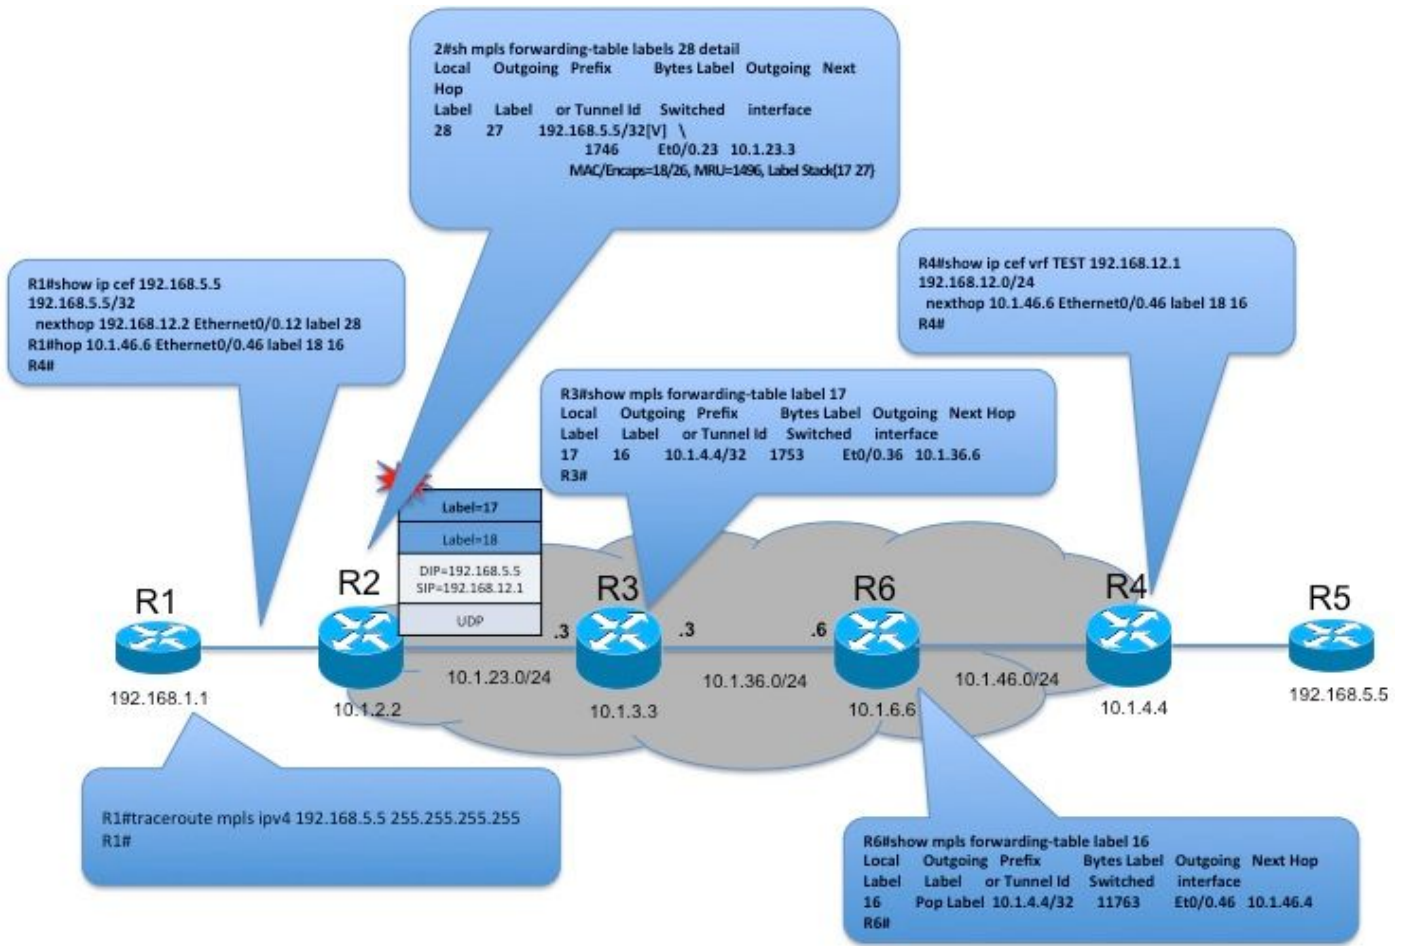 2#sh mpls forwarding-table labels 28 detail
Local Outgoing Prefix Bytes Label Outgoing Next
Hop
Label Label or Tunnel Id Switched interface
28 27 192.168.5.5/32[V] \
1746 Et0/0.23 10.1.23.3
MAC/Encaps=18/26, MRU=1496, Label Stack{17 27}
R1#show ip cef 192.168.5.5
192.168.5.5/32
nexthop 192.168.12.2 Ethernet0/0.12 label 28
R1#hop 10.1.46.6 Ethernet0/0.46 label 18 16
R4#
R4#show ip cef vrf TEST 192.168.12.1
192.168.12.0/24
nexthop 10.1.46.6 Ethernet0/0.46 label 18 16
R4#
R3#show mpls forwarding-table label 17
Local Outgoing Prefix Bytes Label Outgoing Next Hop
Label Label or Tunnel Id Switched interface
17 16 10.1.4.4/32 1753 Et0/0.36 10.1.36.6
R3#
Label=17
Label=18
DIP=192.168.5.5
SIP=192.168.12.1
UDP
R1
R2
R3
R6
R4
R5
.3
.3
.6
192.168.1.1
10.1.2.2
10.1.23.0/24
10.1.3.3
10.1.36.0/24
10.1.6.6
10.1.46.0/24
10.1.4.4
192.168.5.5
R1#traceroute mpls ipv4 192.168.5.5 255.255.255.255
R1#
R6#show mpls forwarding-table label 16
Local Outgoing Prefix Bytes Label Outgoing Next Hop
Label Label or Tunnel Id Switched interface
16 Pop Label 10.1.4.4/32 11763 Et0/0.46 10.1.46.4
R6#